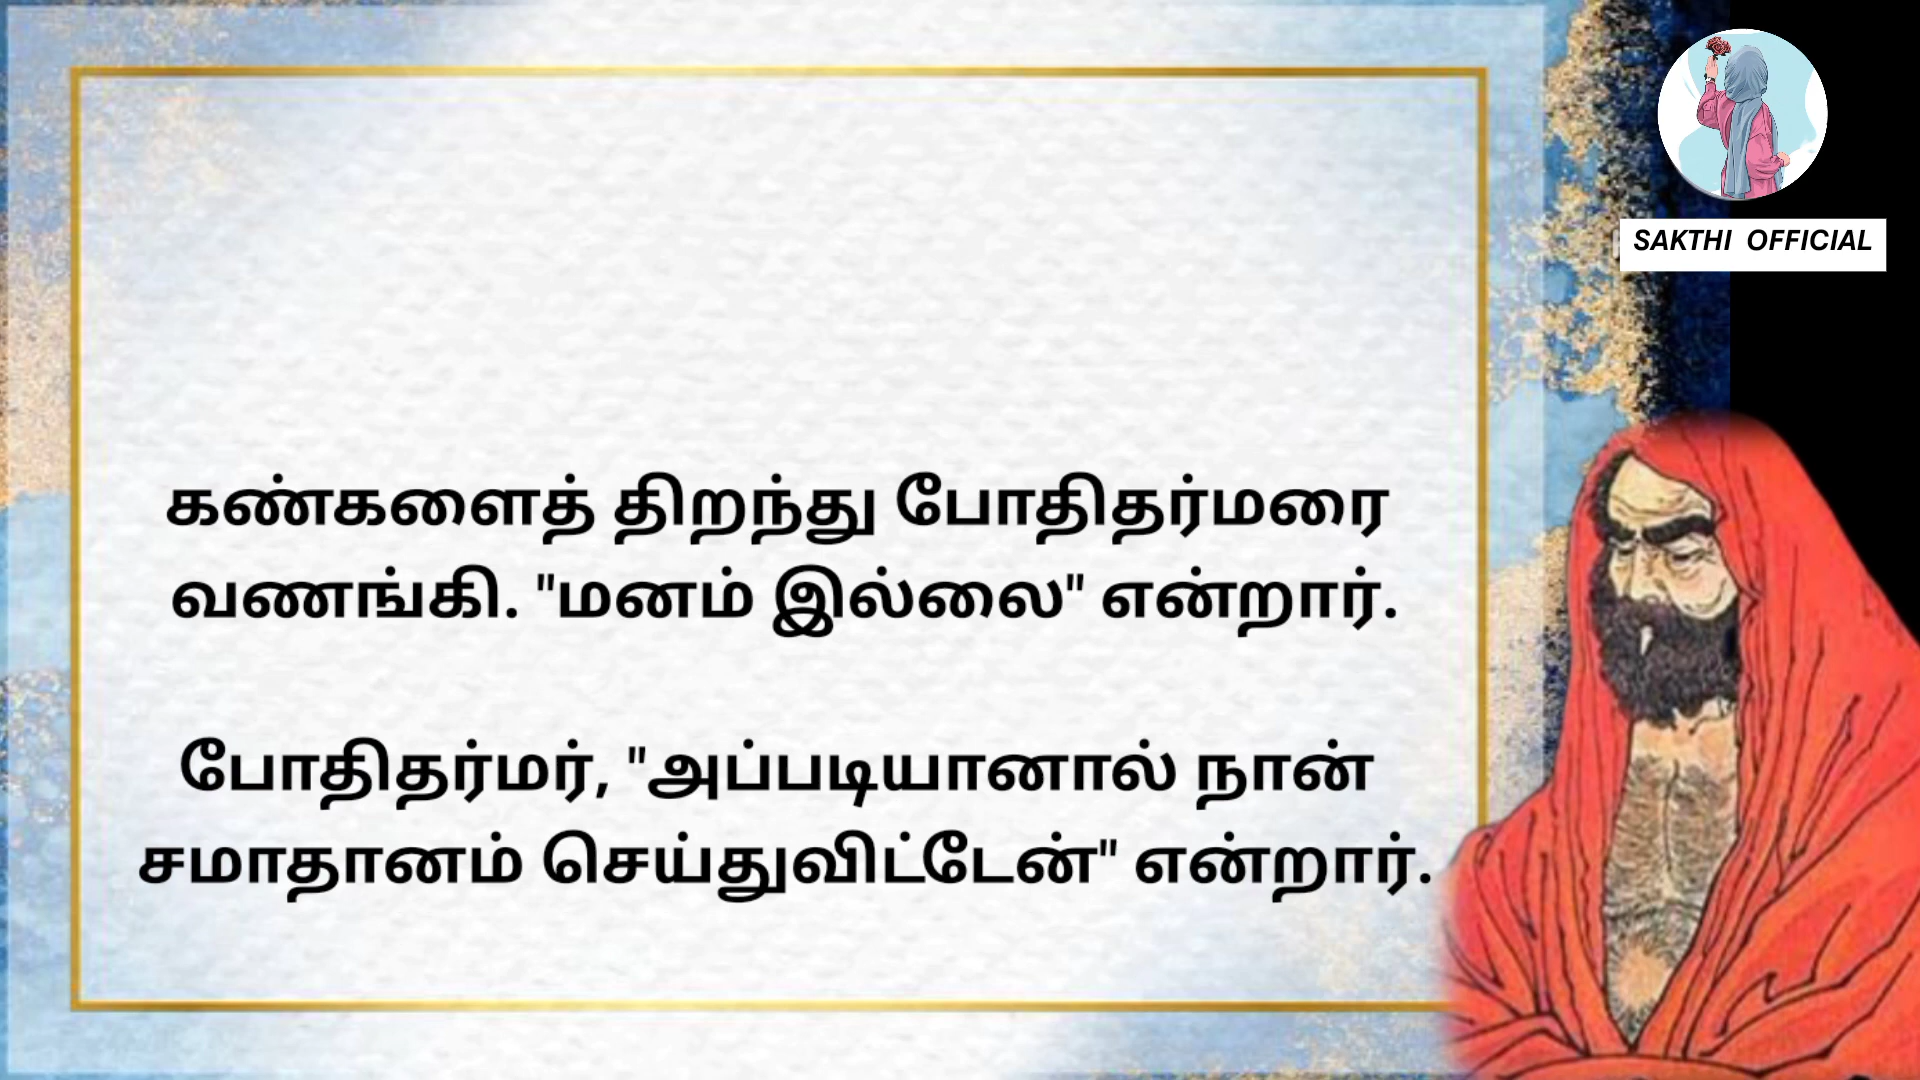 SAKTHI OFFICIAL
கண்களைத் திறந்து போதிதர்மரை
வணங்கி. "மனம் இல்லை" என்றார்.
போதிதர்மர், "அப்படியானால் நான்
சமாதானம் செய்துவிட்டேன்" என்றார்.